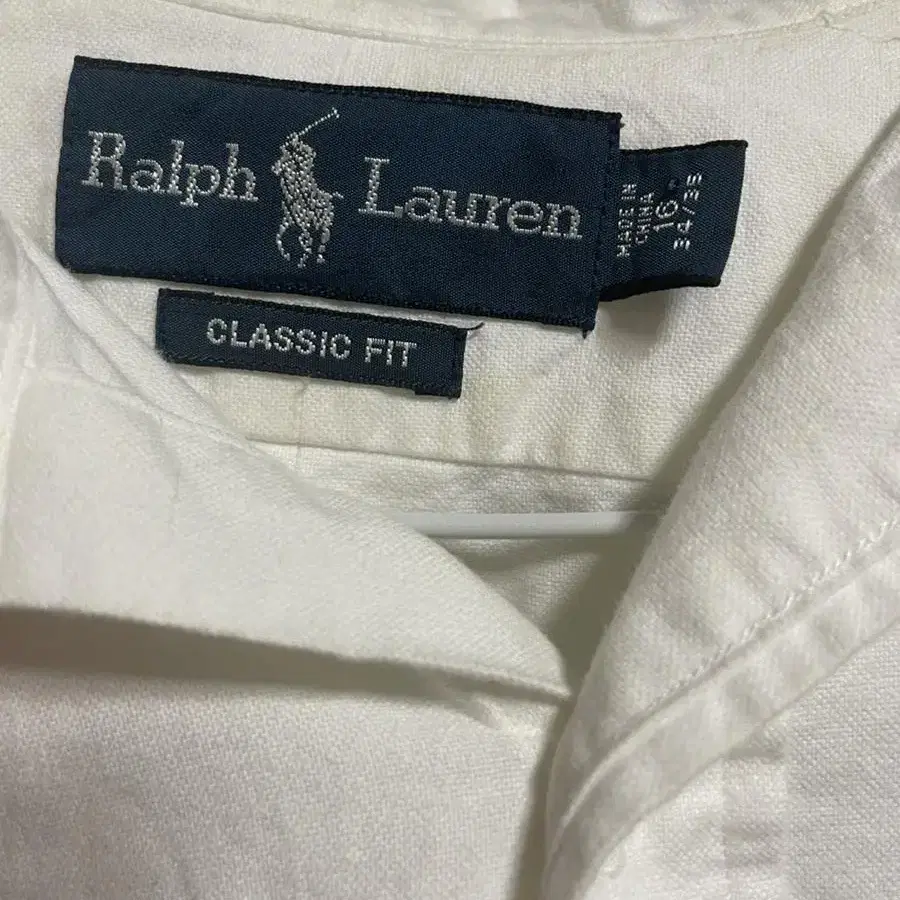 Ralph Lauren
CLASSIC FIT
MADE IN
CHINA
16
34/35